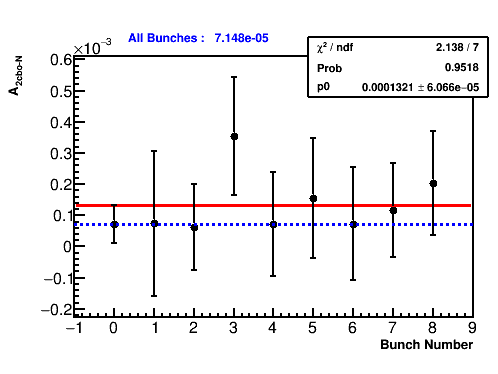 All Bunches :   7.148e-05
×10⁻³
χ² / ndf 2.138 / 7
Prob 0.9518
p0 0.0001321 ± 6.066e−05
A2cbo-N
0.6
0.5
0.4
0.3
0.2
0.1
0
−0.1
−0.2
−1 0 1 2 3 4 5 6 7 8 9
Bunch Number